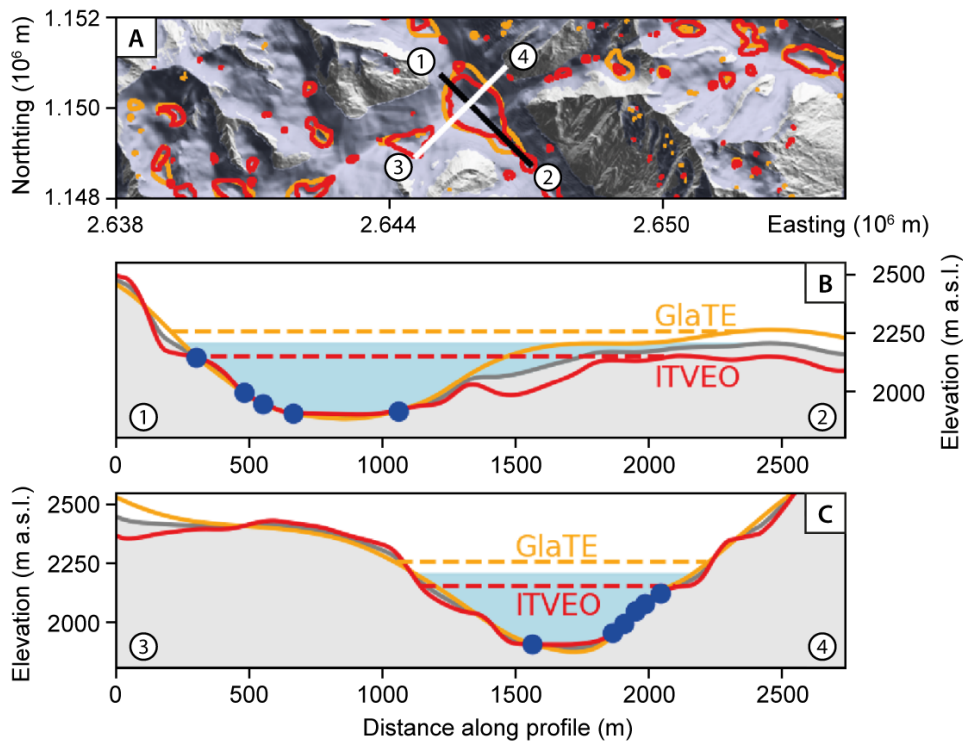 A
Northting (10⁶ m)
1.152
1.150
1.148
1
4
3
2
2.638
2.644
2.650
Easting (10⁶ m)
B
GlaTE
ITVEO
1
2
2500
2250
2000
Elevation (m a.s.l.)
0
500
1000
1500
2000
2500
C
Elevation (m a.s.l.)
2500
2250
2000
GlaTE
ITVEO
3
4
0
500
1000
1500
2000
2500
Distance along profile (m)